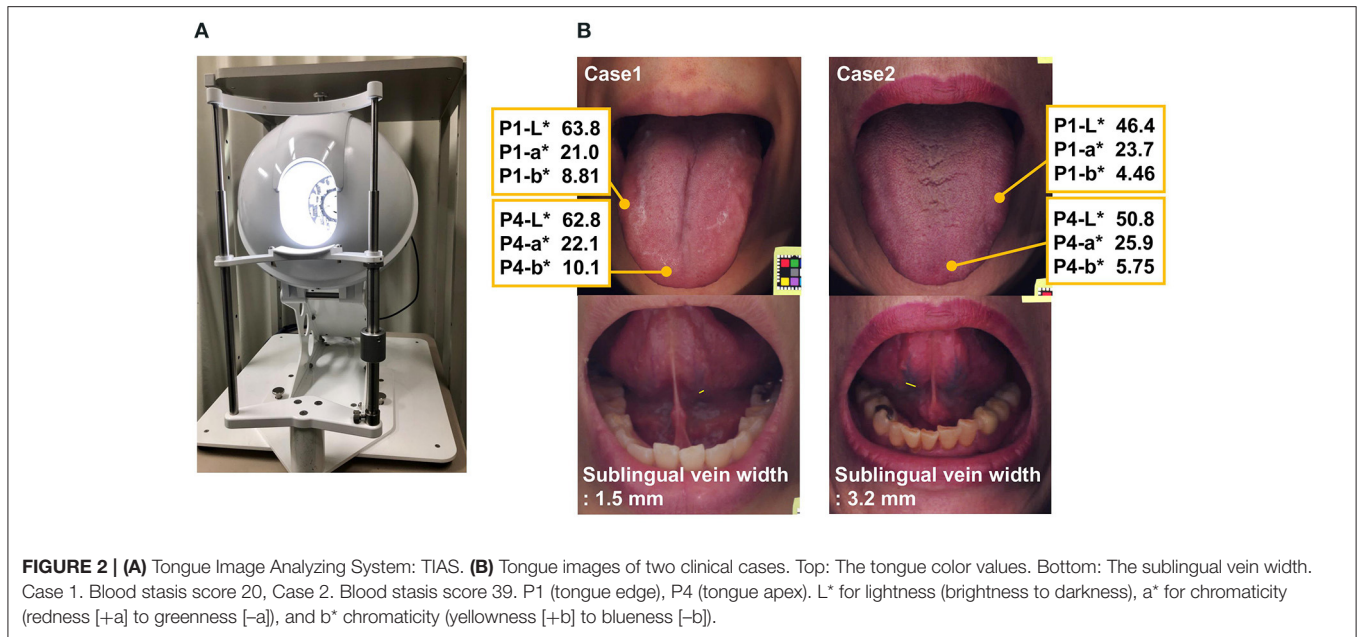 A
B
Case1
P1-L* 63.8
P1-a* 21.0
P1-b* 8.81
P4-L* 62.8
P4-a* 22.1
P4-b* 10.1
Sublingual vein width
: 1.5 mm
Case2
P1-L* 46.4
P1-a* 23.7
P1-b* 4.46
P4-L* 50.8
P4-a* 25.9
P4-b* 5.75
Sublingual vein width
: 3.2 mm
FIGURE 2 | (A) Tongue Image Analyzing System: TIAS. (B) Tongue images of two clinical cases. Top: The tongue color values. Bottom: The sublingual vein width.
Case 1. Blood stasis score 20, Case 2. Blood stasis score 39. P1 (tongue edge), P4 (tongue apex). L* for lightness (brightness to darkness), a* for chromaticity
(redness [+a] to greenness [–a]), and b* chromaticity (yellowness [+b] to blueness [–b]).